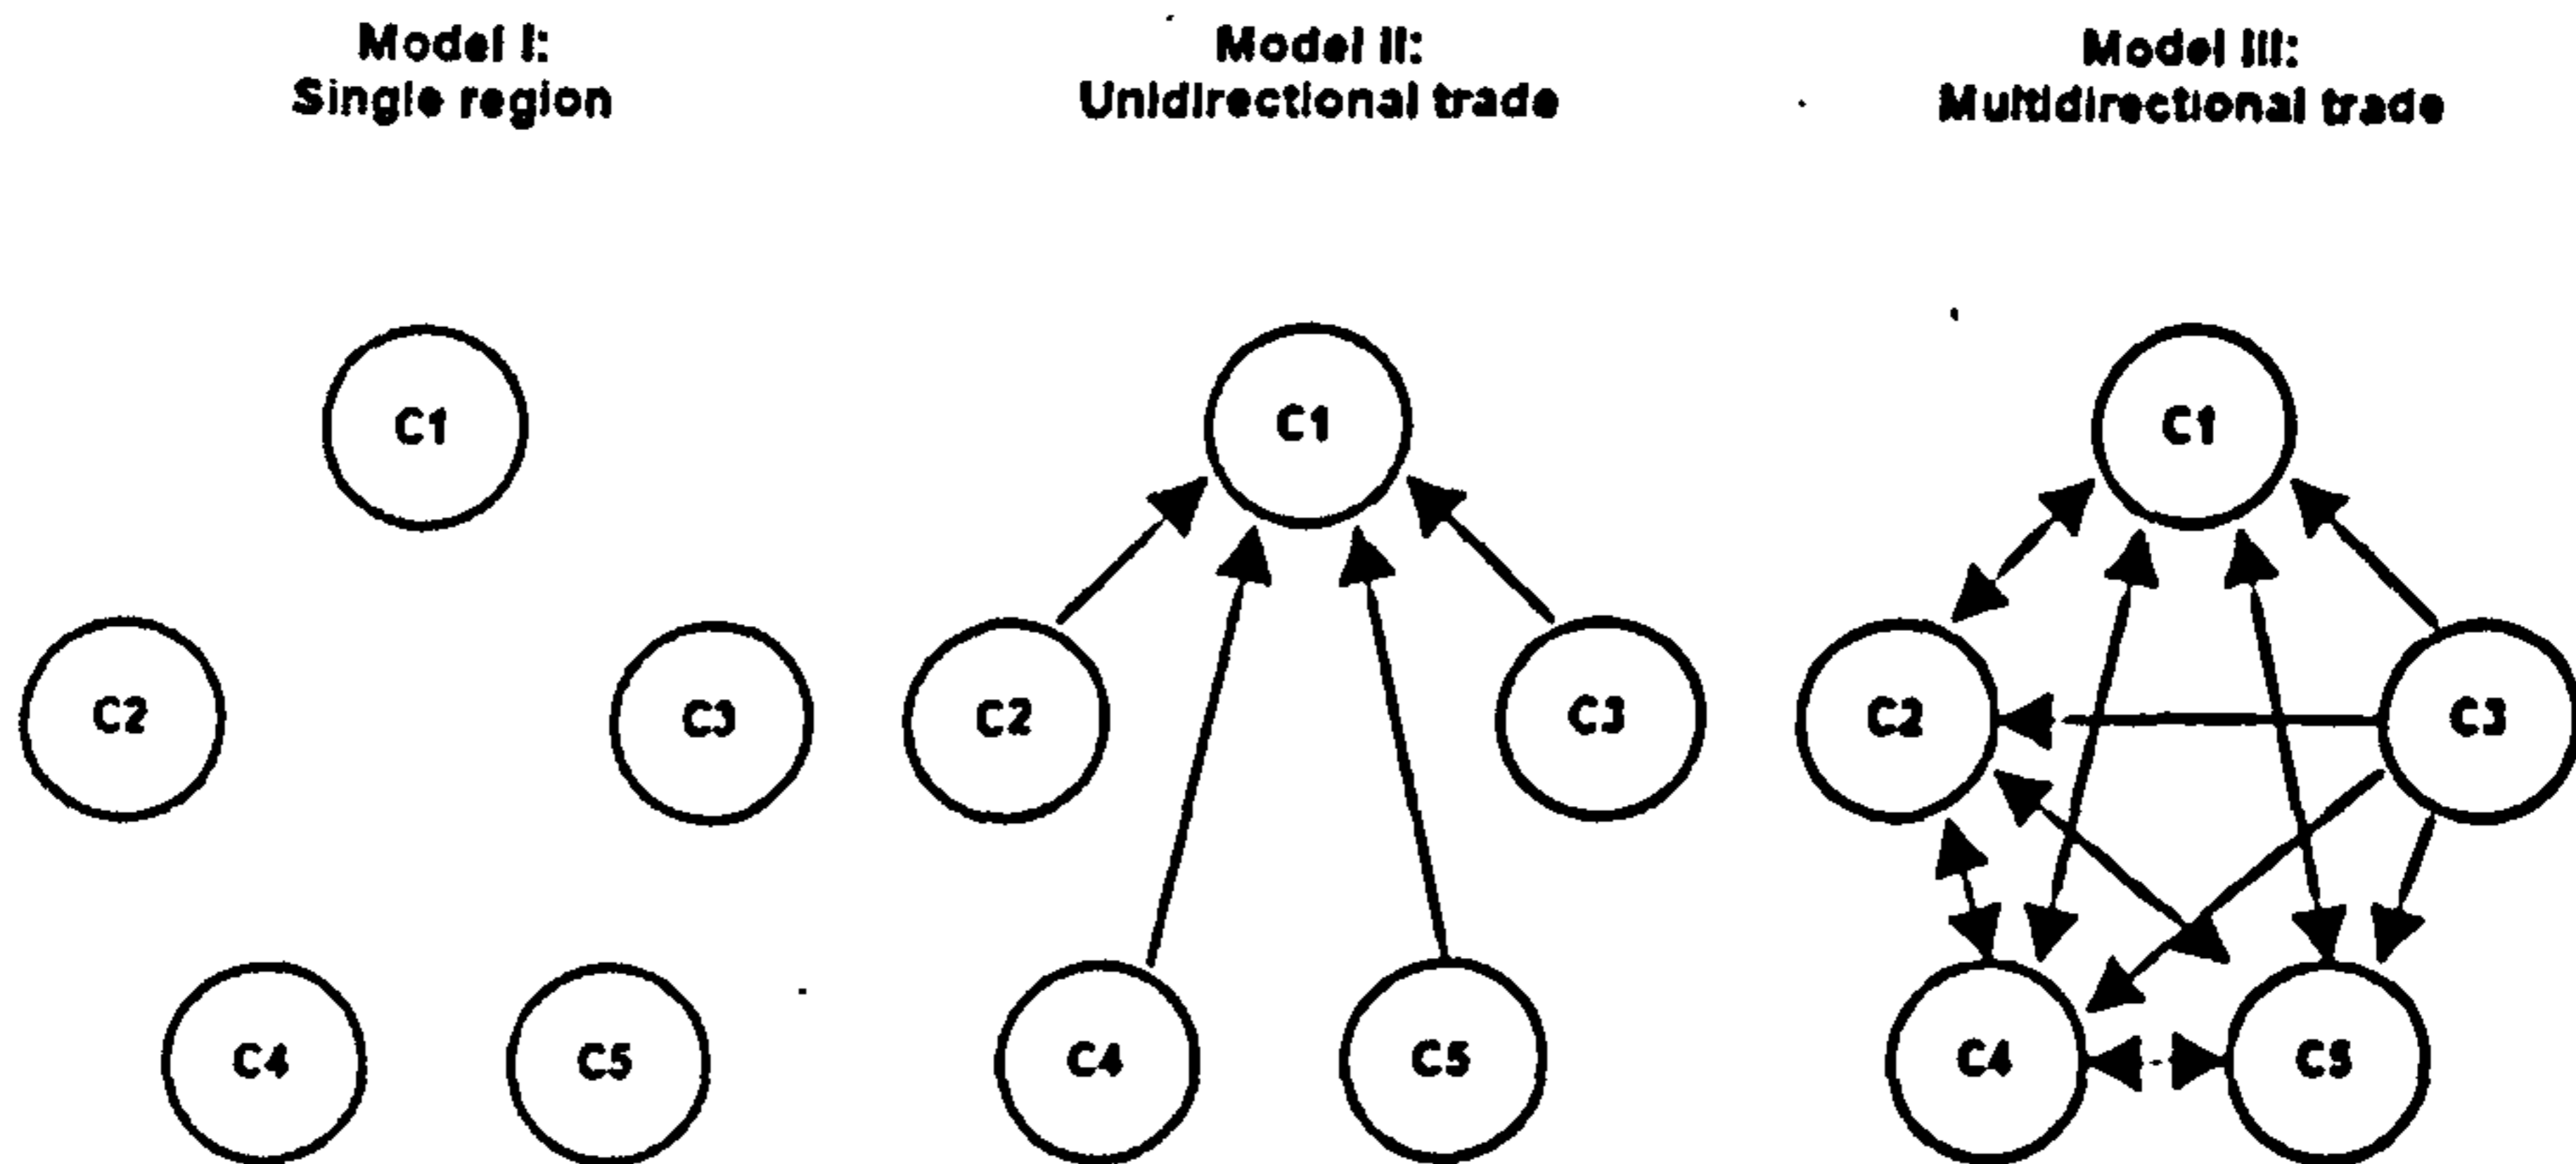 Model I:
Single region
Model II:
Unidirectional trade
Model III:
Multidirectional trade
C1
C2
C3
C4
C5
C1
C2
C3
C4
C5
C1
C2
C3
C4
C5